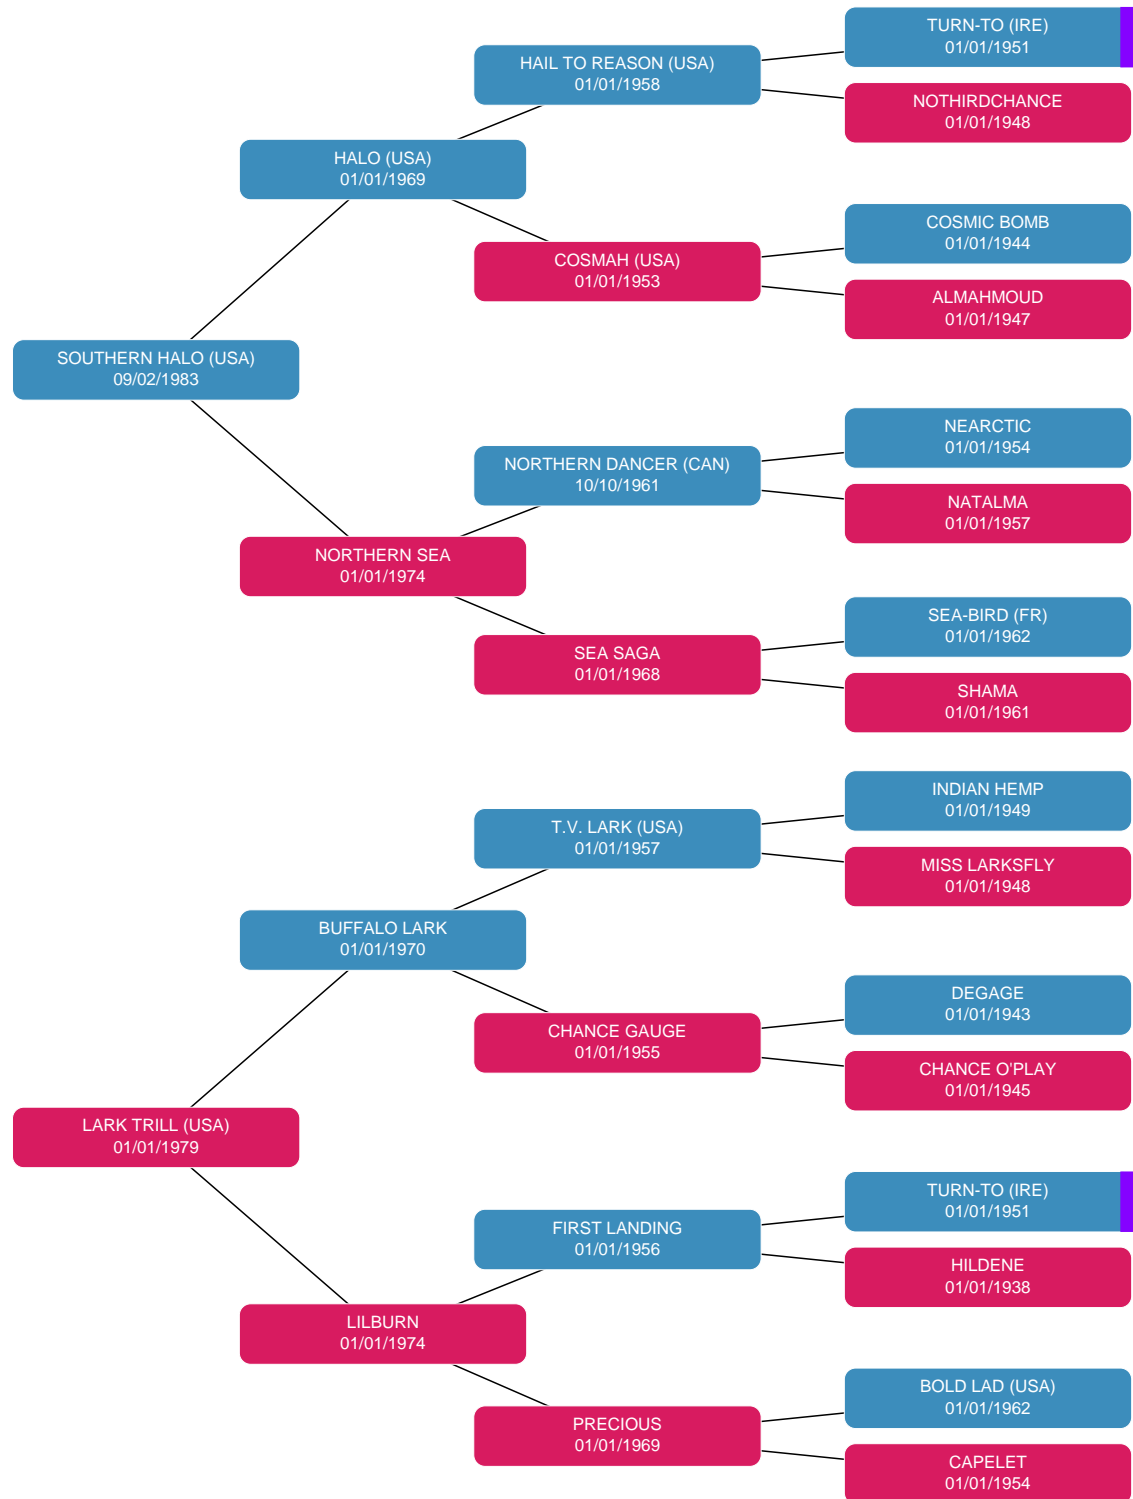 TURN-TO (IRE)
01/01/1951
HAIL TO REASON (USA)
01/01/1958
NOTHIRDCHANCE
01/01/1948
HALO (USA)
01/01/1969
COSMIC BOMB
01/01/1944
COSMAH (USA)
01/01/1953
ALMAHMOUD
01/01/1947
SOUTHERN HALO (USA)
09/02/1983
NEARCTIC
01/01/1954
NORTHERN DANCER (CAN)
10/10/1961
NATALMA
01/01/1957
NORTHERN SEA
01/01/1974
SEA-BIRD (FR)
01/01/1962
SEA SAGA
01/01/1968
SHAMA
01/01/1961
INDIAN HEMP
01/01/1949
T.V. LARK (USA)
01/01/1957
MISS LARKSFLY
01/01/1948
BUFFALO LARK
01/01/1970
DEGAGE
01/01/1943
CHANCE GAUGE
01/01/1955
CHANCE O'PLAY
01/01/1945
LARK TRILL (USA)
01/01/1979
TURN-TO (IRE)
01/01/1951
FIRST LANDING
01/01/1956
HILDENE
01/01/1938
LILBURN
01/01/1974
BOLD LAD (USA)
01/01/1962
PRECIOUS
01/01/1969
CAPELET
01/01/1954